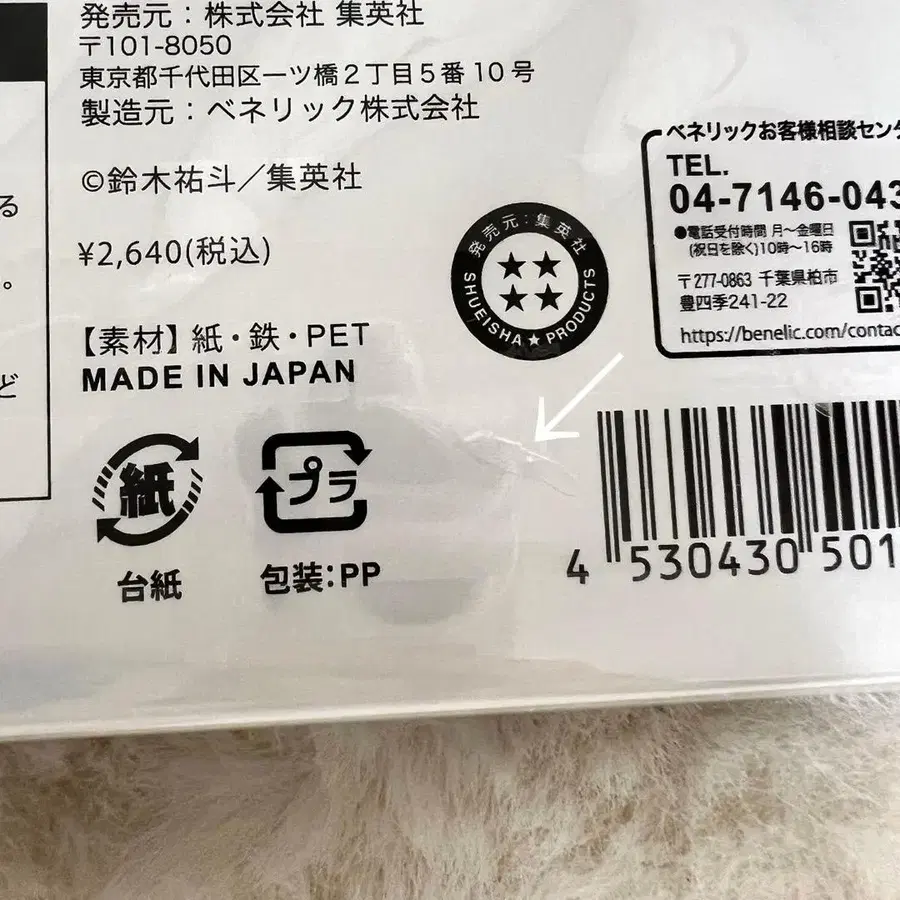 発売元：株式会社 集英社
〒101-8050
東京都千代田区一ツ橋2丁目5番10号
製造元：ベネリック株式会社
©鈴木祐斗／集英社
¥2,640(税込)
【素材】紙・鉄・PET
MADE IN JAPAN
紙
台紙
プラ
包装：PP
発売元：集英社
SHUEISHA★PRODUCTS
ベネリックお客様相談センタ
TEL.
04-7146-043
●電話受付時間 月〜金曜日
(祝日を除く)10時〜16時
〒277-0863 千葉県柏市
豊四季241-22
https://benelic.com/contac
4 530430 501
る
。
ど